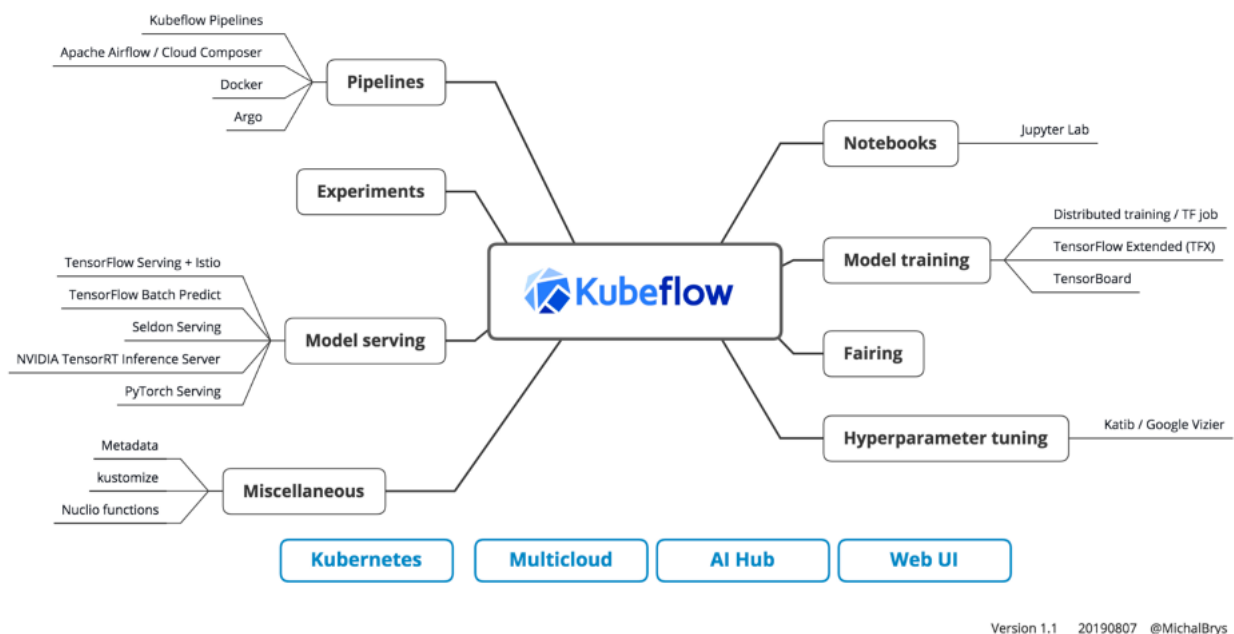 Kubeflow Pipelines
Apache Airflow / Cloud Composer
Docker
Argo
Pipelines
Experiments
TensorFlow Serving + Istio
TensorFlow Batch Predict
Seldon Serving
NVIDIA TensorRT Inference Server
PyTorch Serving
Model serving
Metadata
kustomize
Nuclio functions
Miscellaneous
Kubeflow
Notebooks
Jupyter Lab
Model training
Distributed training / TF job
TensorFlow Extended (TFX)
TensorBoard
Fairing
Hyperparameter tuning
Katib / Google Vizier
Kubernetes
Multicloud
AI Hub
Web UI
Version 1.1 20190807 @MichalBrys